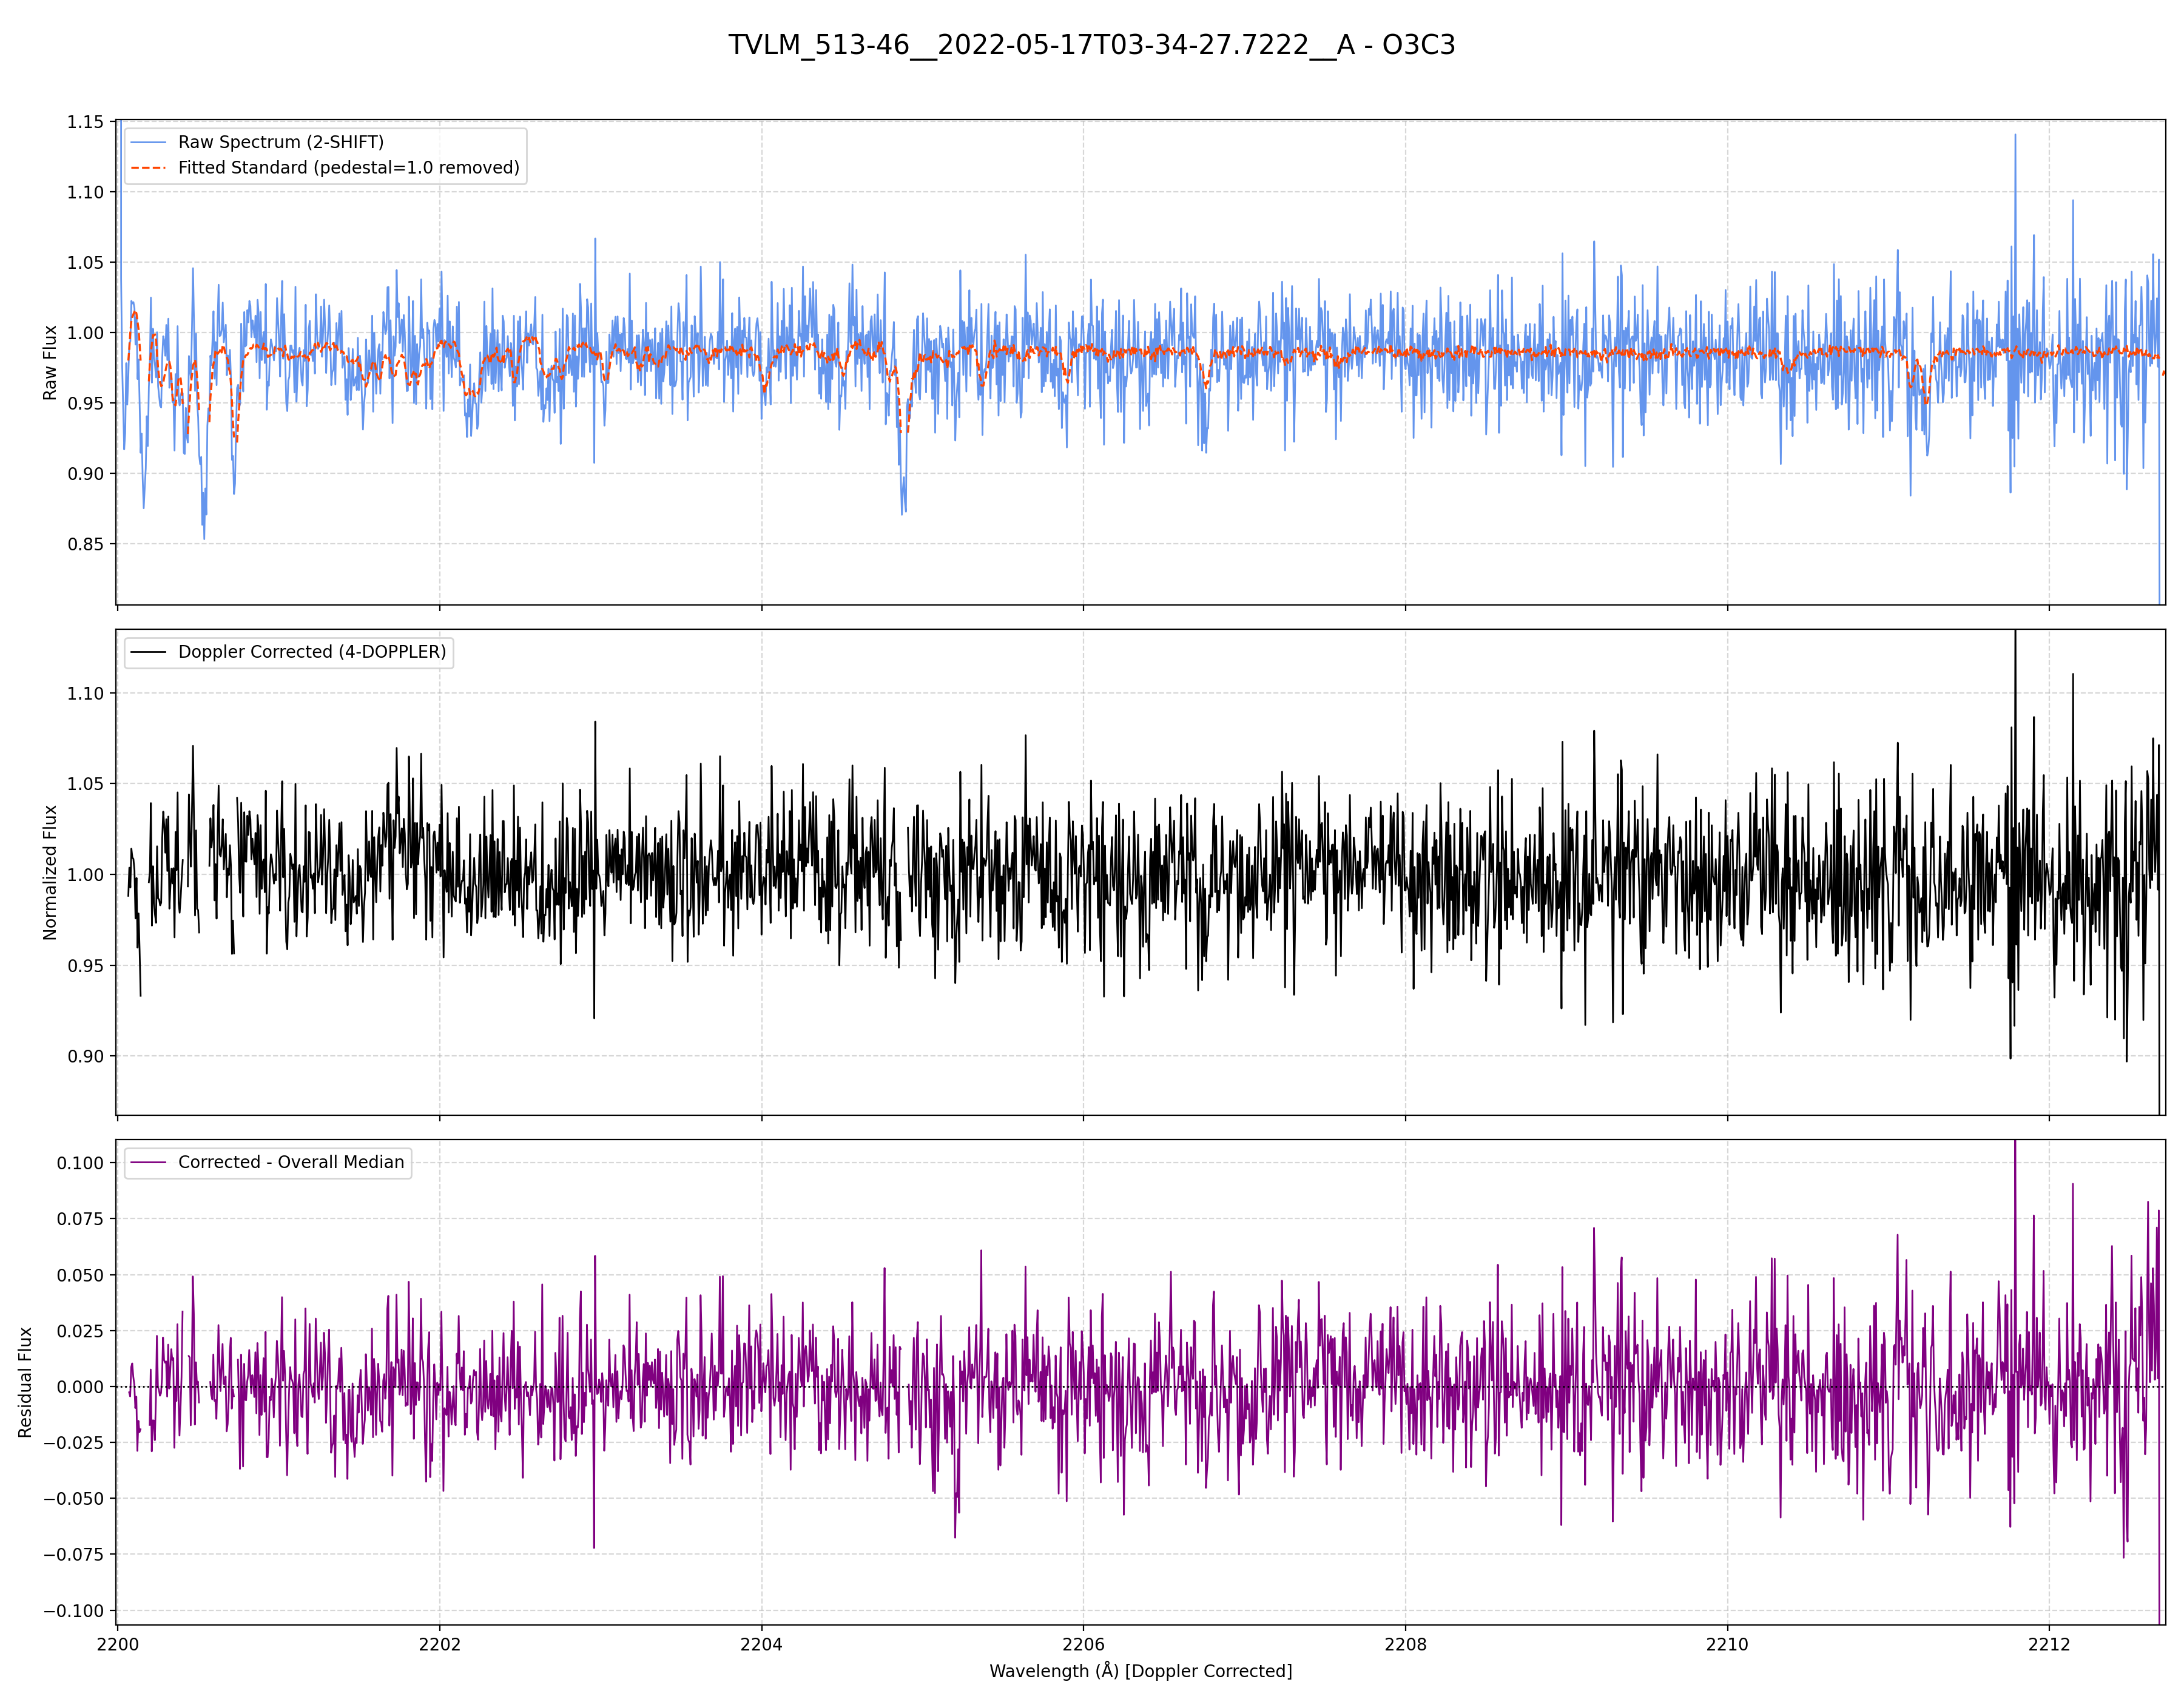 TVLM_513-46__2022-05-17T03-34-27.7222__A - O3C3
1.15
1.10
1.05
1.00
0.95
0.90
0.85
Raw Flux
Raw Spectrum (2-SHIFT)
Fitted Standard (pedestal=1.0 removed)
1.10
1.05
1.00
0.95
0.90
Normalized Flux
Doppler Corrected (4-DOPPLER)
0.100
0.075
0.050
0.025
0.000
−0.025
−0.050
−0.075
−0.100
Residual Flux
Corrected - Overall Median
2200 2202 2204 2206 2208 2210 2212
Wavelength (Å) [Doppler Corrected]